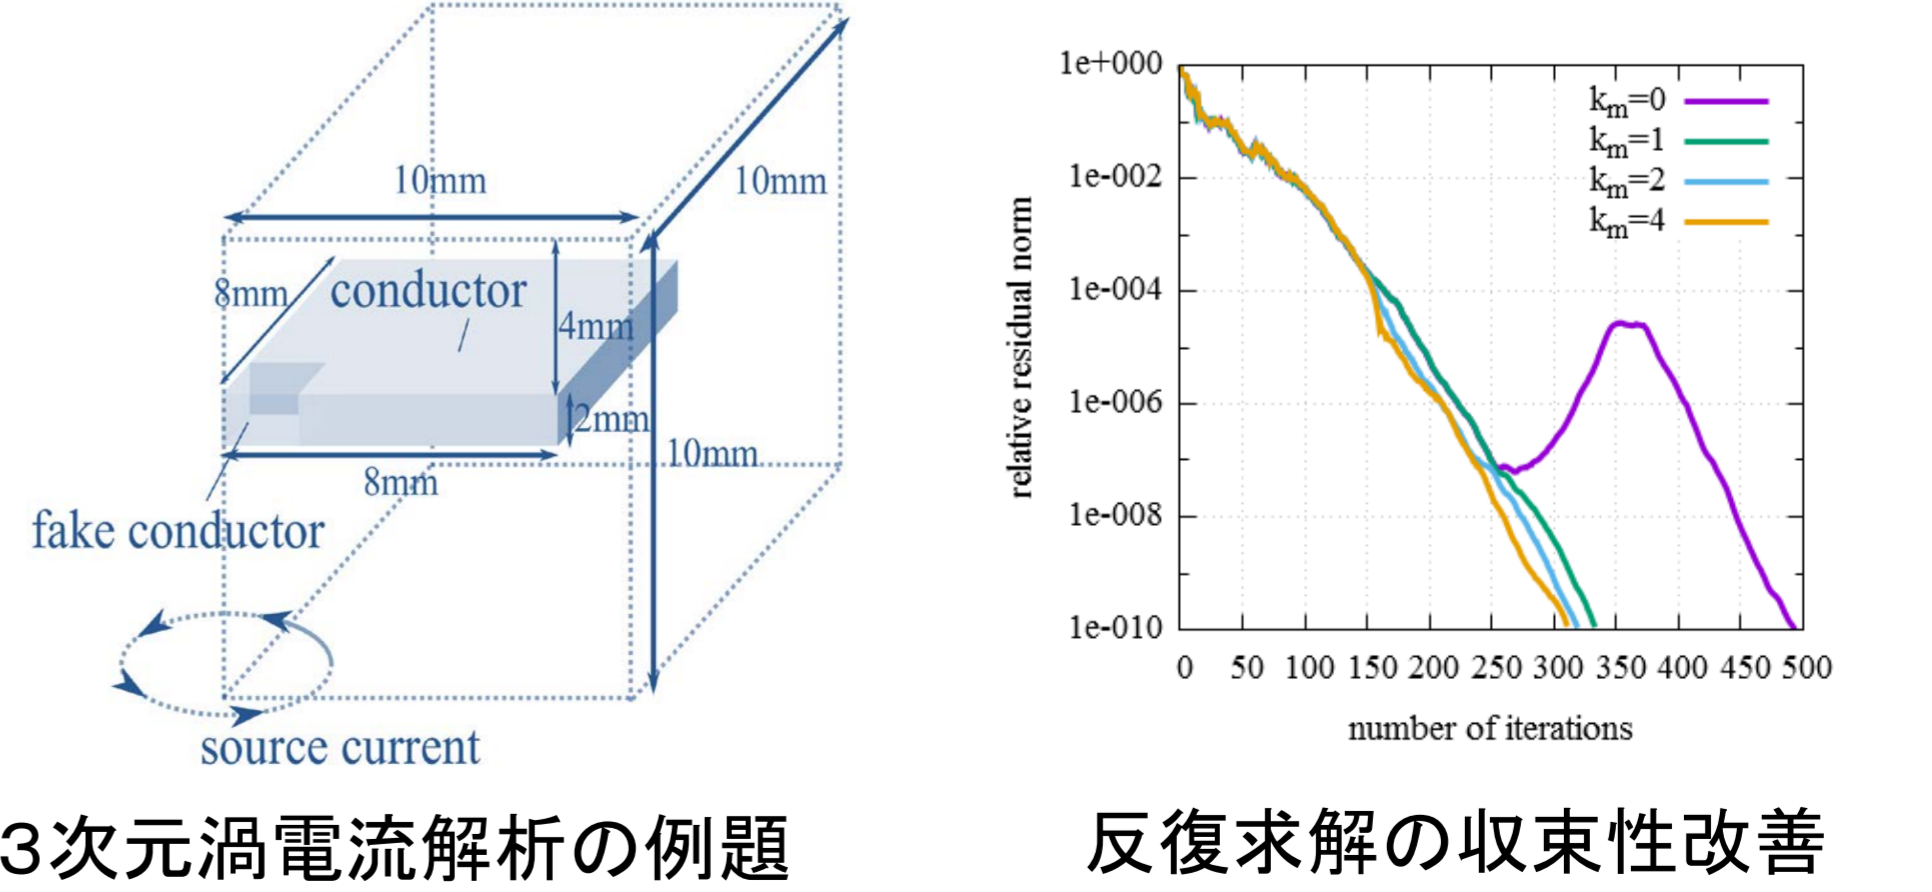 10mm
10mm
8mm
conductor
4mm
2mm
10mm
8mm
fake conductor
source current
3次元渦電流解析の例題
1e+000
1e-002
1e-004
1e-006
1e-008
1e-010
relative residual norm
km=0
km=1
km=2
km=4
0 50 100 150 200 250 300 350 400 450 500
number of iterations
反復求解の収束性改善